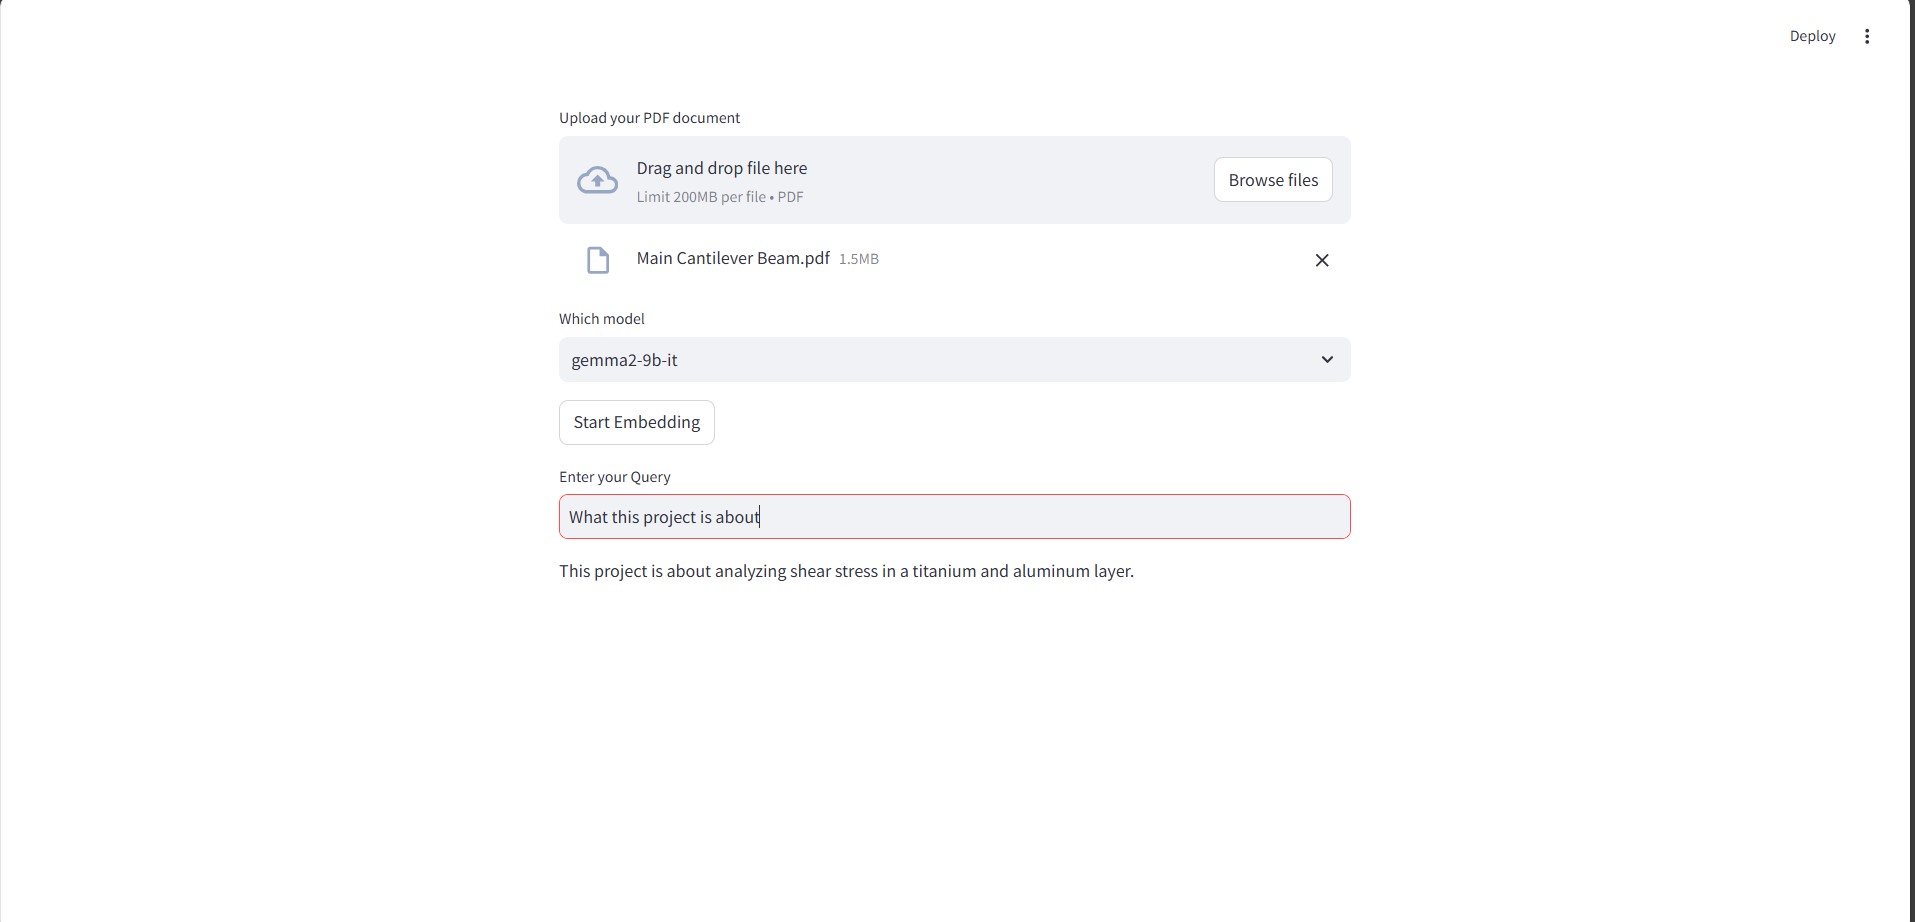 Deploy
Upload your PDF document
Drag and drop file here
Limit 200MB per file • PDF
Browse files
Main Cantilever Beam.pdf 1.5MB
Which model
gemma2-9b-it
Start Embedding
Enter your Query
What this project is about
This project is about analyzing shear stress in a titanium and aluminum layer.